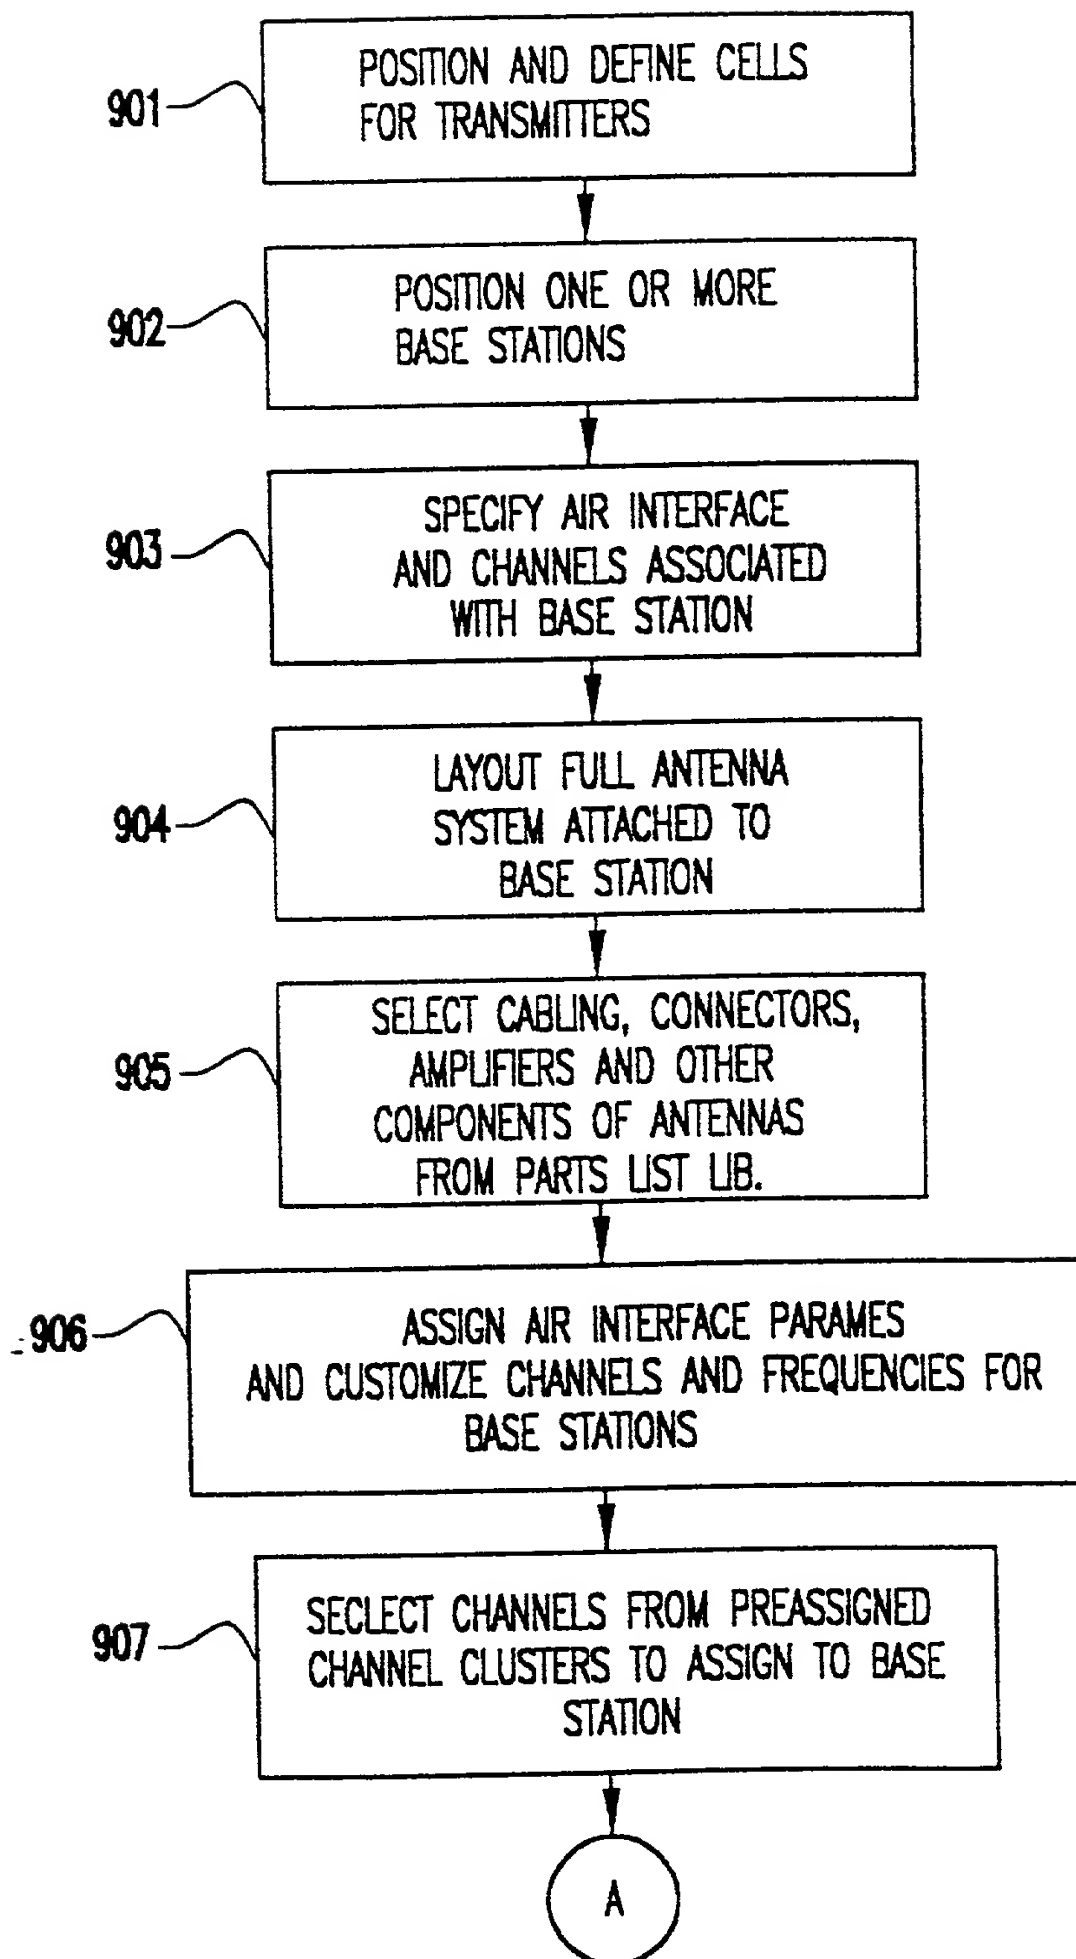 POSITION AND DEFINE CELLS
FOR TRANSMITTERS
901
POSITION ONE OR MORE
BASE STATIONS
902
SPECIFY AIR INTERFACE
AND CHANNELS ASSOCIATED
WITH BASE STATION
903
LAYOUT FULL ANTENNA
SYSTEM ATTACHED TO
BASE STATION
904
SELECT CABLING, CONNECTORS,
AMPLIFIERS AND OTHER
COMPONENTS OF ANTENNAS
FROM PARTS LIST LIB.
905
ASSIGN AIR INTERFACE PARAMES
AND CUSTOMIZE CHANNELS AND FREQUENCIES FOR
BASE STATIONS
906
SECLECT CHANNELS FROM PREASSIGNED
CHANNEL CLUSTERS TO ASSIGN TO BASE
STATION
907
A